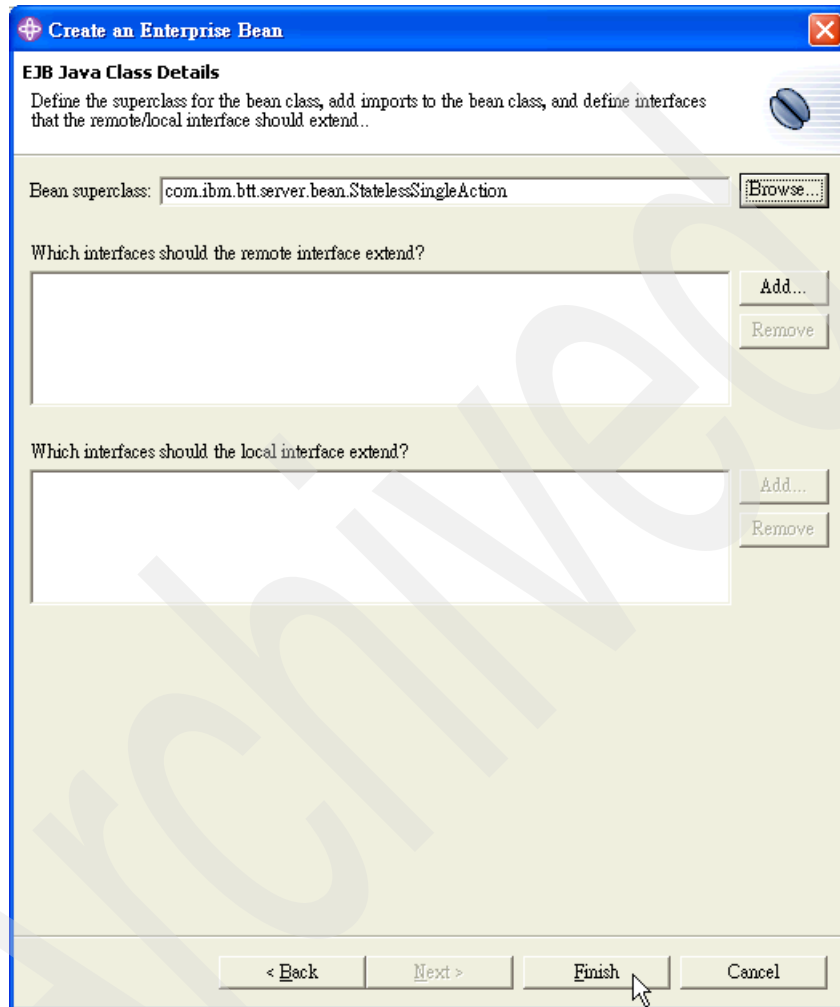 Create an Enterprise Bean
EJB Java Class Details
Define the superclass for the bean class, add imports to the bean class, and define interfaces
that the remote/local interface should extend..
Bean superclass: com.ibm.btt.server.bean.StatelessSingleAction Browse...
Which interfaces should the remote interface extend?
Add...
Remove
Which interfaces should the local interface extend?
Add...
Remove
< Back Next > Finish Cancel
Archived